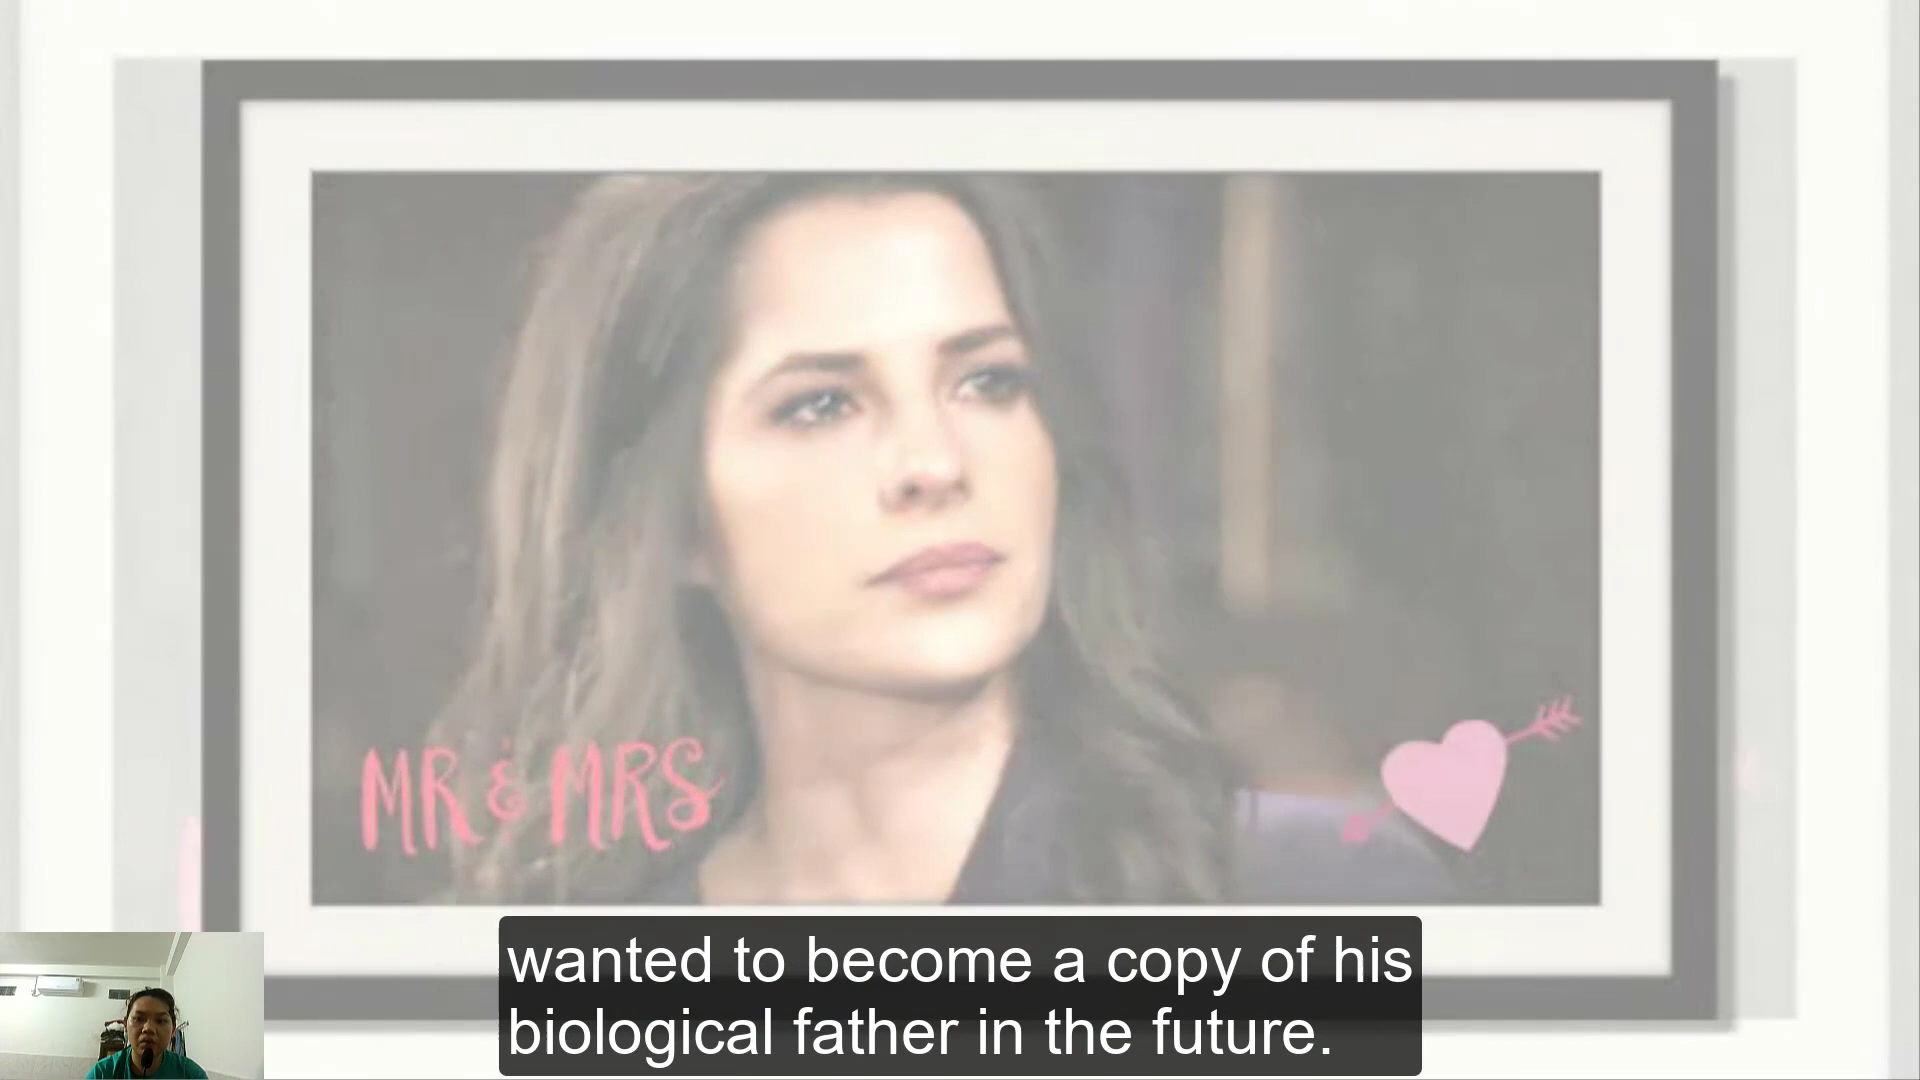 MR & MRS
wanted to become a copy of his
biological father in the future.